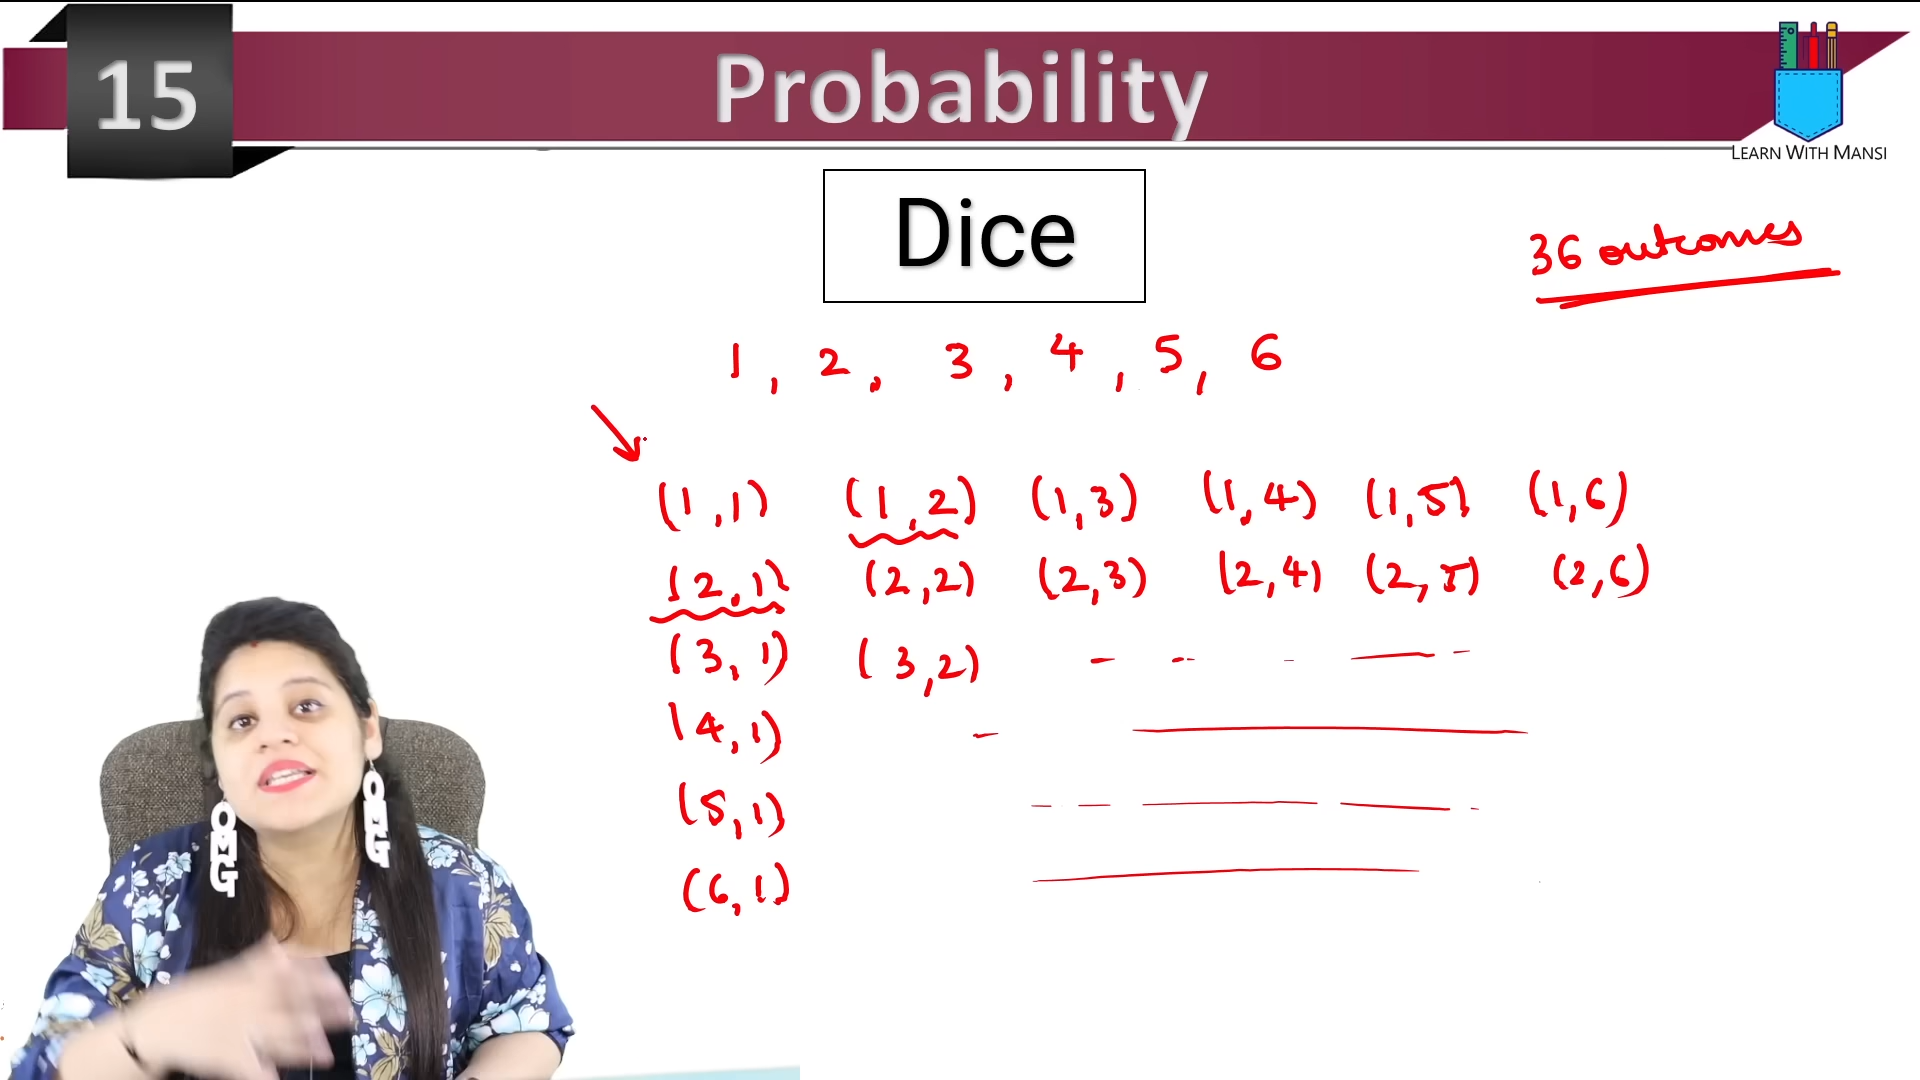 15
Probability
LEARN WITH MANSI
Dice
36 outcomes
1, 2, 3, 4, 5, 6
(1,1) (1,2) (1,3) (1,4) (1,5) (1,6)
(2,1) (2,2) (2,3) (2,4) (2,5) (2,6)
(3,1) (3,2)
(4,1)
(5,1)
(6,1)
OMG OMG